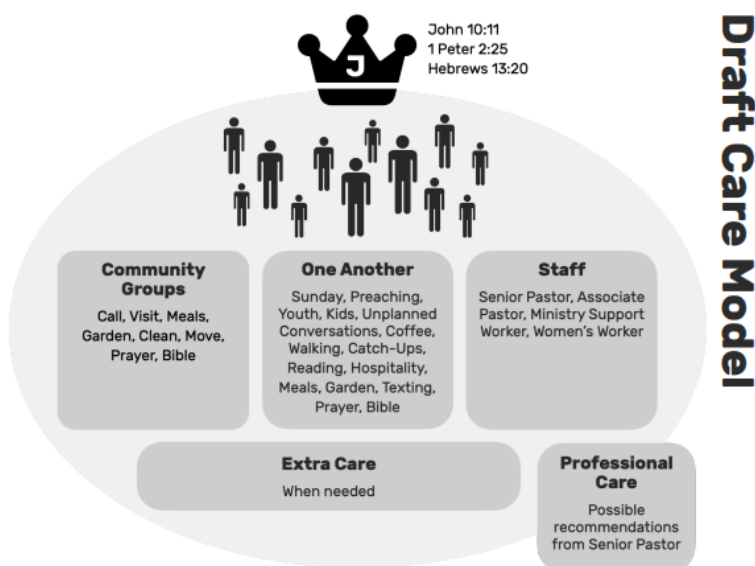 Draft Care Model
J
John 10:11
1 Peter 2:25
Hebrews 13:20
Community
Groups
Call, Visit, Meals,
Garden, Clean, Move,
Prayer, Bible
One Another
Sunday, Preaching,
Youth, Kids, Unplanned
Conversations, Coffee,
Walking, Catch-Ups,
Reading, Hospitality,
Meals, Garden, Texting,
Prayer, Bible
Staff
Senior Pastor, Associate
Pastor, Ministry Support
Worker, Women's Worker
Extra Care
When needed
Professional
Care
Possible
recommendations
from Senior Pastor